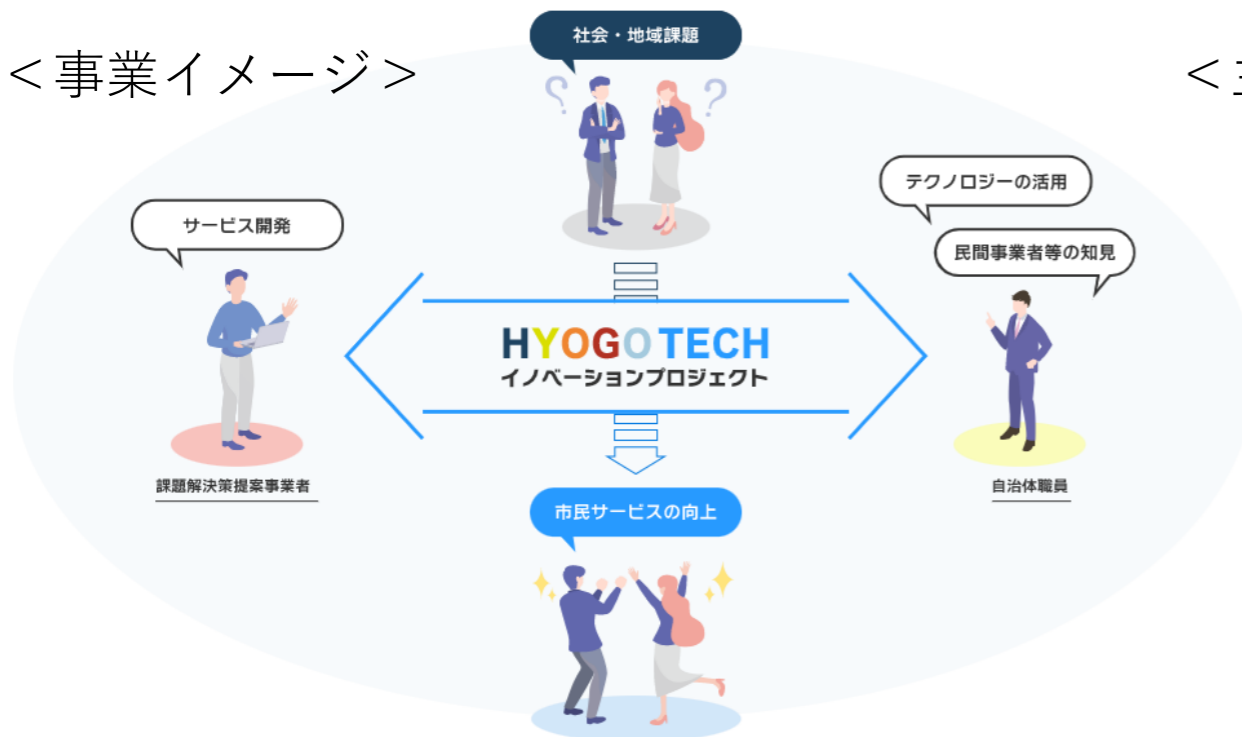 社会・地域課題
＜事業イメージ＞
＜
テクノロジーの活用
サービス開発
民間事業者等の知見
HYOGO TECH
イノベーションプロジェクト
課題解決策提案事業者
自治体職員
市民サービスの向上